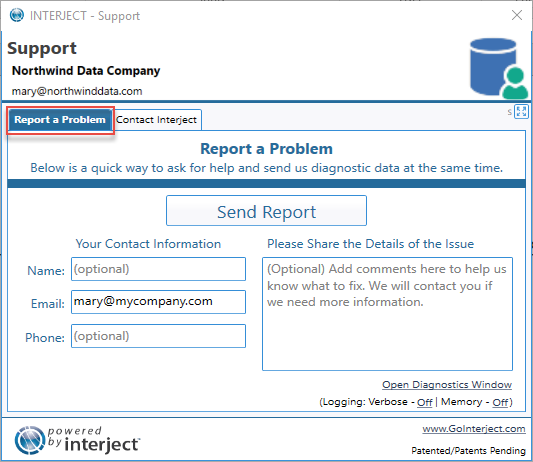 INTERJECT - Support
Support
Northwind Data Company
mary@northwinddata.com
s
Report a Problem
Contact Interject
Report a Problem
Below is a quick way to ask for help and send us diagnostic data at the same time.
Send Report
Your Contact Information
Name: (optional)
Email: mary@mycompany.com
Phone: (optional)
Please Share the Details of the Issue
(Optional) Add comments here to help us
know what to fix. We will contact you if
we need more information.
Open Diagnostics Window
(Logging: Verbose - Off | Memory - Off)
powered
by interject
www.GoInterject.com
Patented/Patents Pending